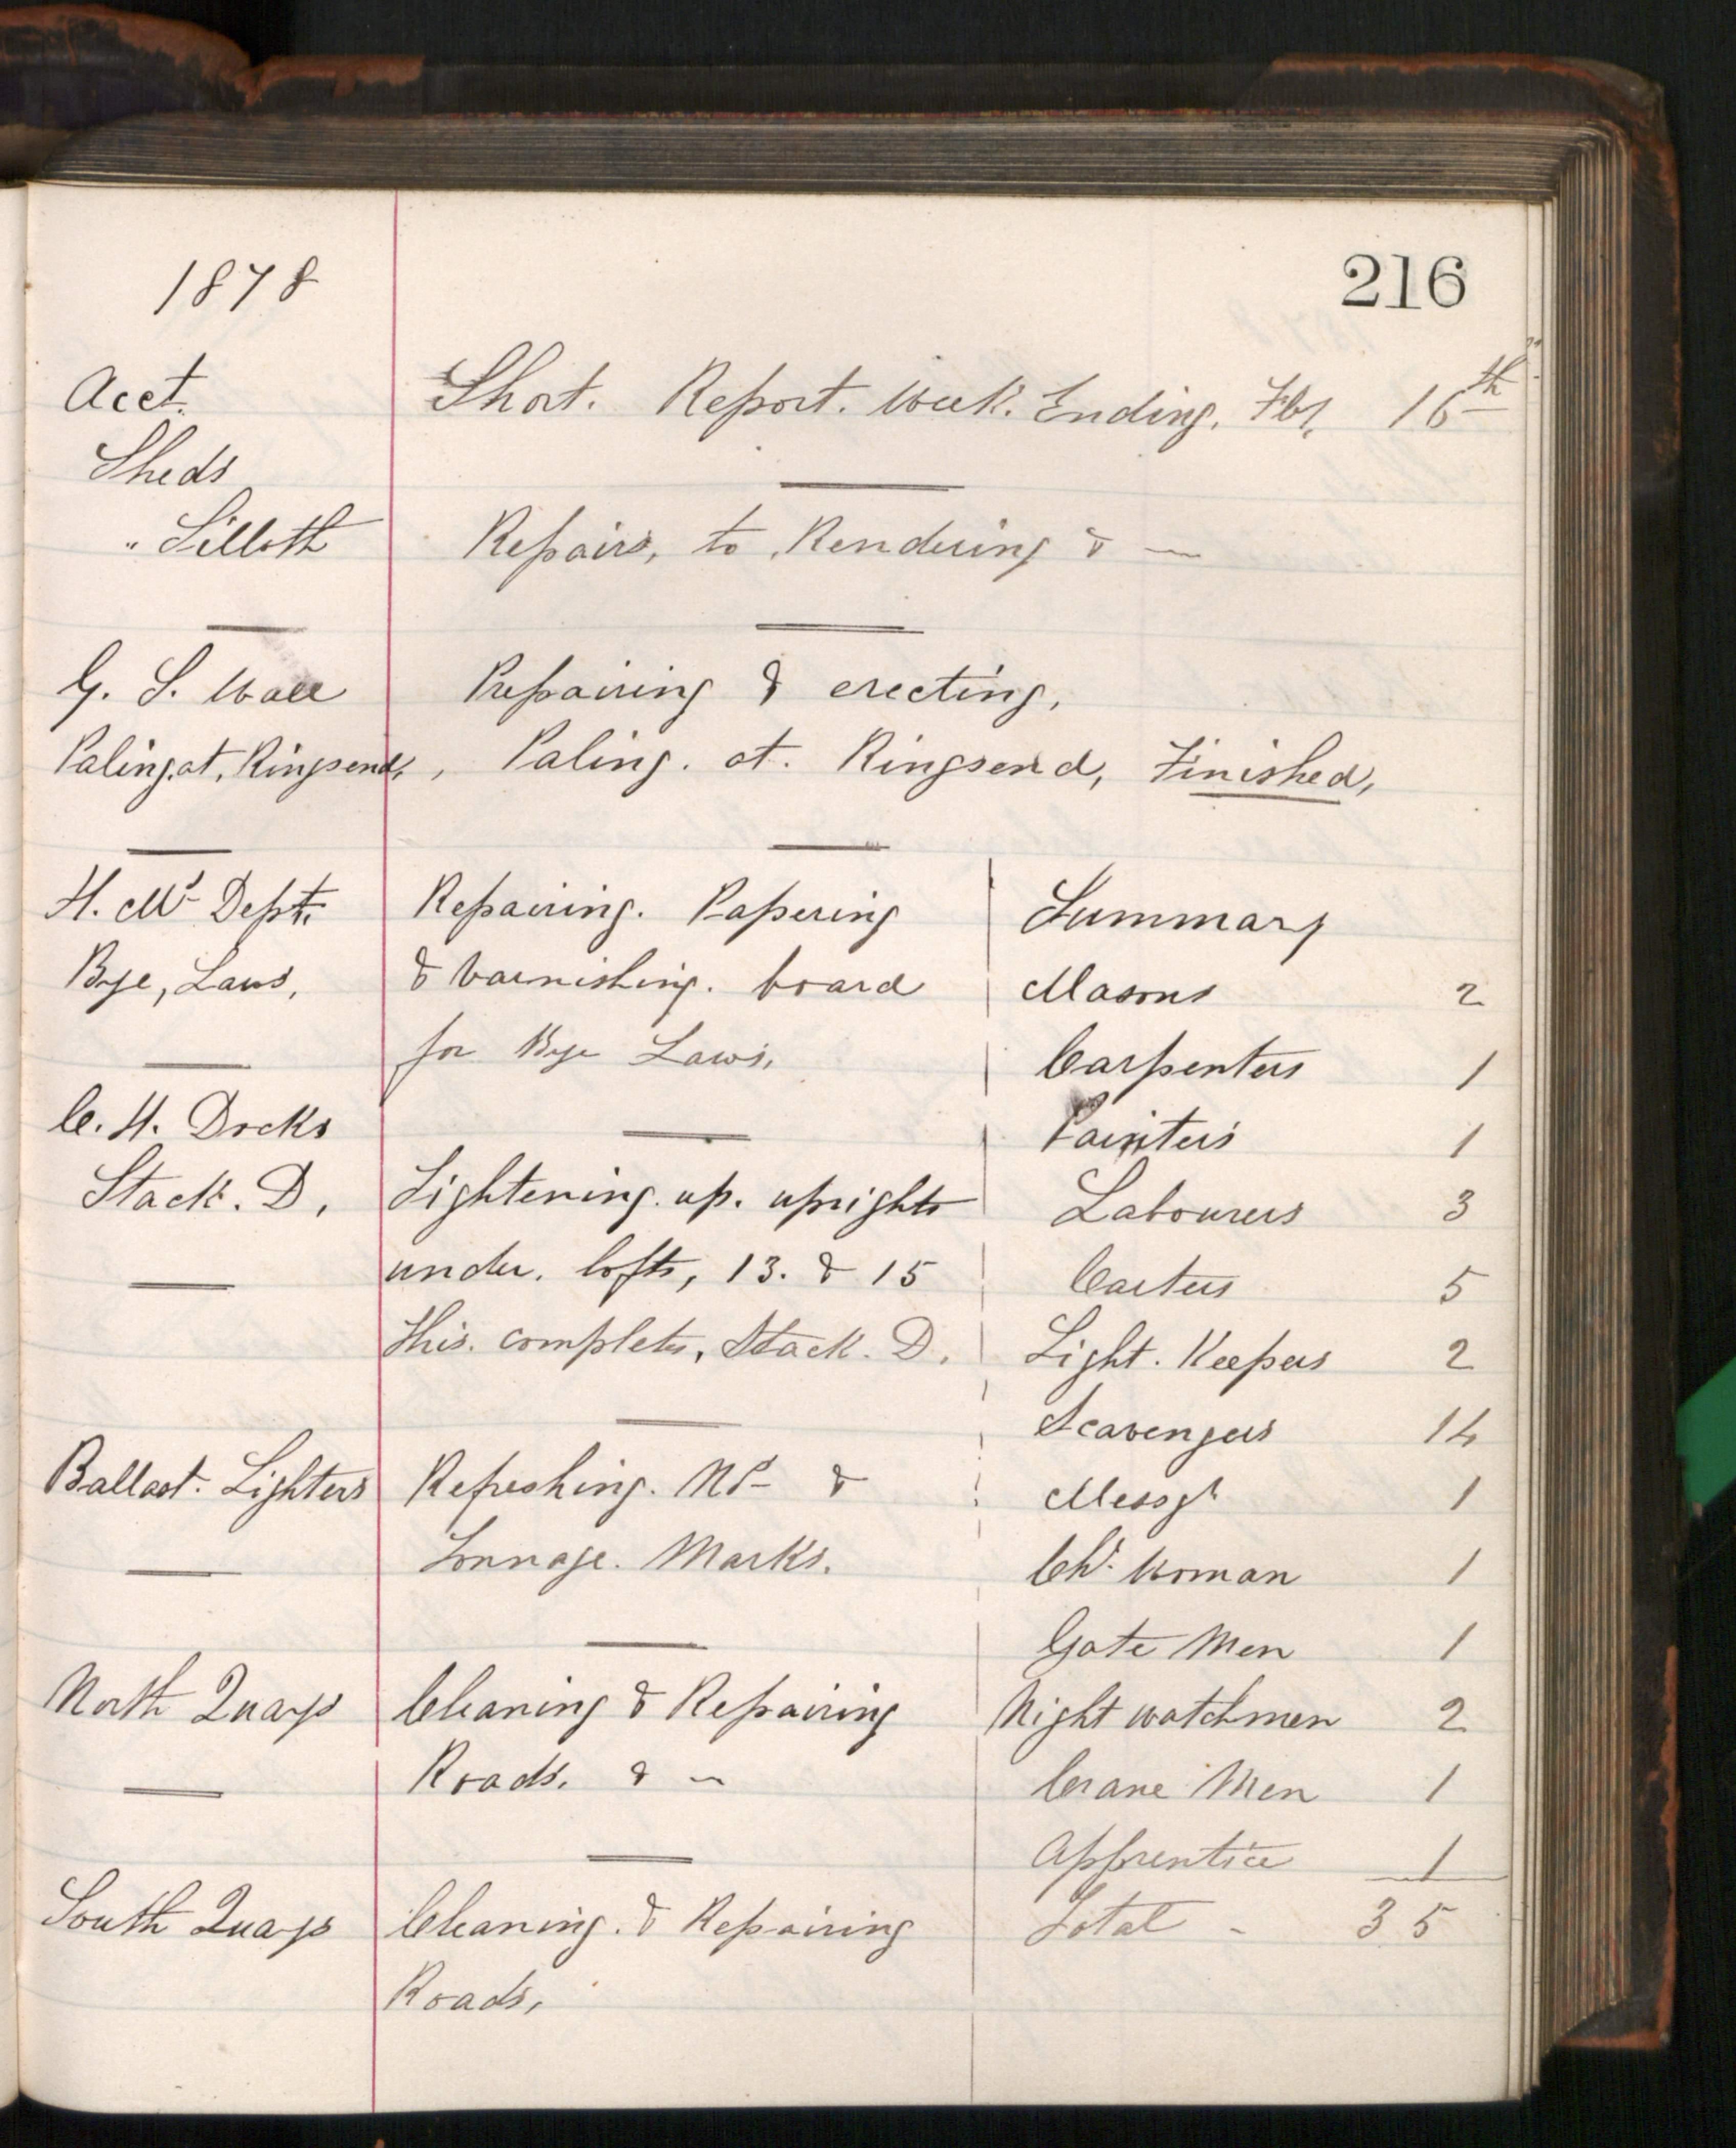 1878
216
Acct.
Short. Report. Week. Ending. Feby. 16th
Sheds
" Silloth
Repairs, to Rendering & —
G. S. Wall
Preparing & erecting,
Paling. at. Ringsend, , Paling. at. Ringsend, Finished,
H. Mrs Dept.
Bye, Laws,
Repairing. Papering
& Varnishing. board
for Bye Laws,
C. H. Docks
Stack. D,
Tightening. up. uprights
under. lofts, 13. & 15
this. completes, Stack. D.
Ballast. Lighters
Refreshing. Nos &
Tonnage. Marks.
North Quays
Cleaning & Repairing
Roads. & —
South Quays
Cleaning. & Repairing
Roads,
Summary
Masons 2
Carpenters 1
Painters 1
Labourers 3
Carters 5
Light. Keepers 2
Scavengers 14
Messgr 1
Chr. Woman 1
Gate Men 1
Night watchmen 2
Crane Men 1
Apprentice 1
Total - 35